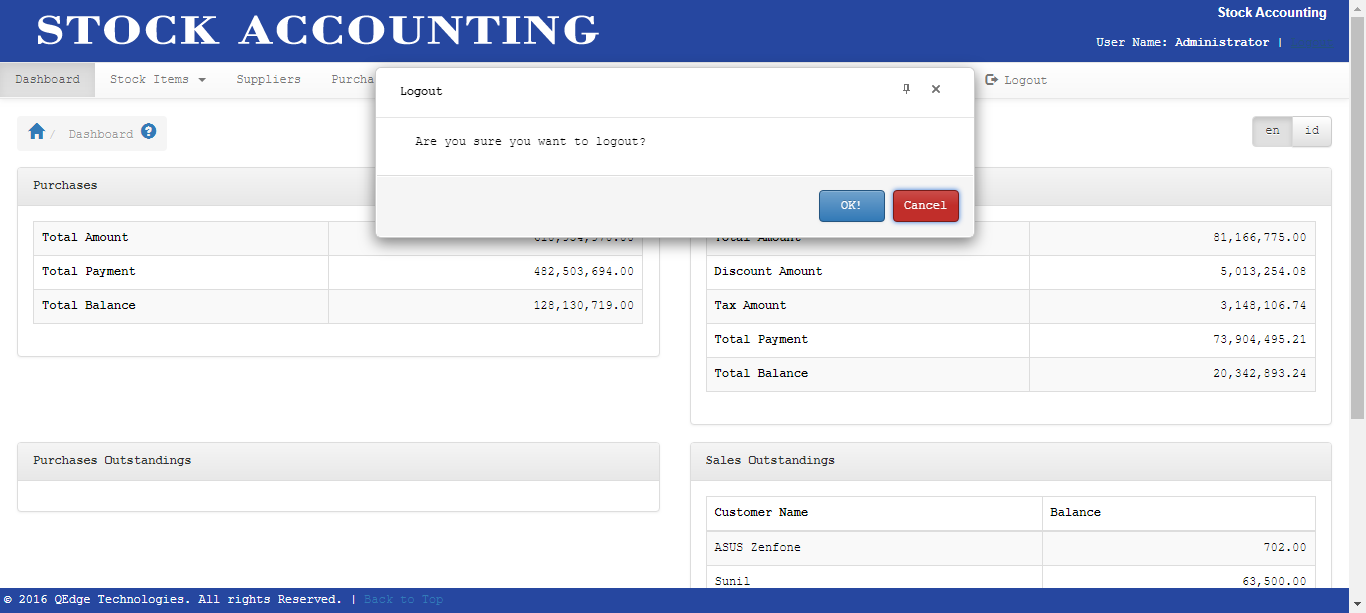 STOCK ACCOUNTING
Stock Accounting
User Name: Administrator |
Dashboard Stock Items Suppliers Logout
Logout
Are you sure you want to logout?
OK! Cancel
/ Dashboard ?
en id
Purchases
Total Amount
Total Payment 482,503,694.00
Total Balance 128,130,719.00
Total Amount 81,166,775.00
Discount Amount 5,013,254.08
Tax Amount 3,148,106.74
Total Payment 73,904,495.21
Total Balance 20,342,893.24
Purchases Outstandings
Sales Outstandings
Customer Name Balance
ASUS Zenfone 702.00
Sunil 63,500.00
© 2016 QEdge Technologies. All rights Reserved. | Back to Top